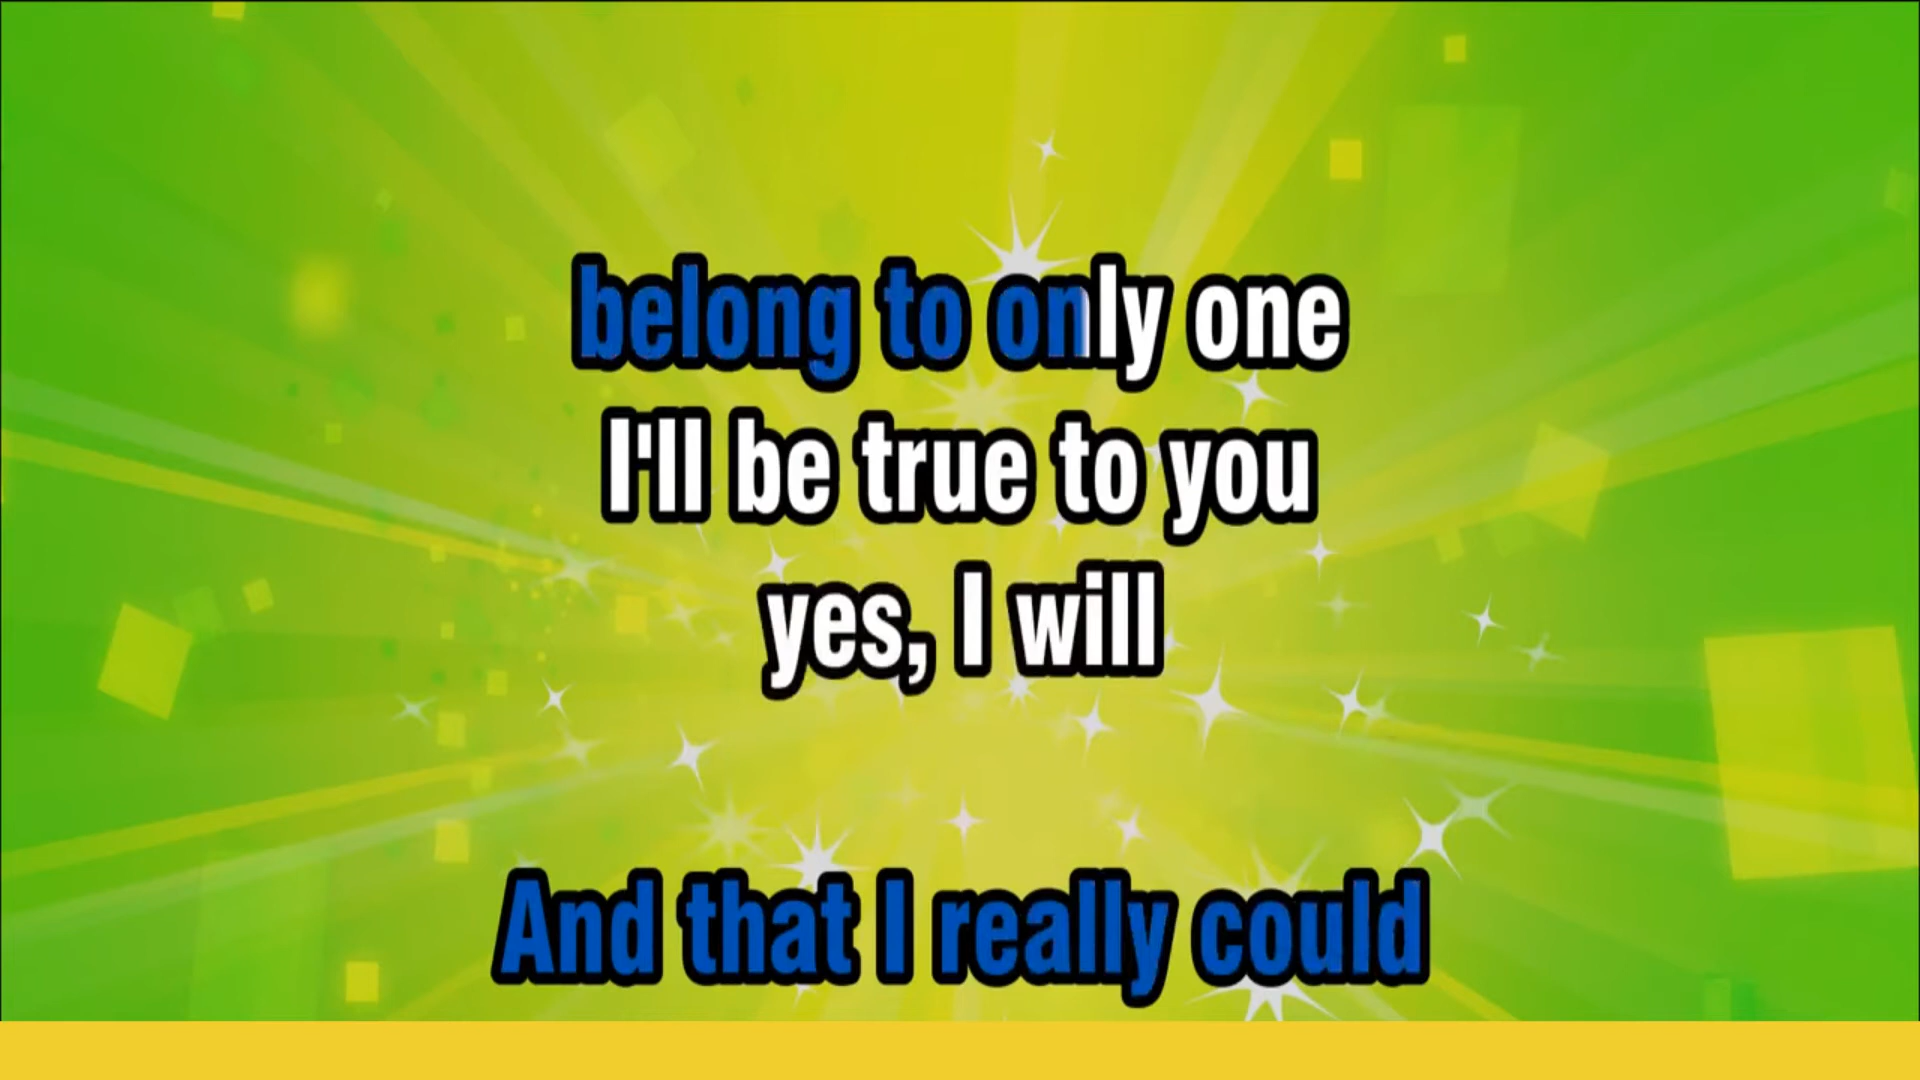 belong to only one
I'll be true to you
yes, I will
And that I really could